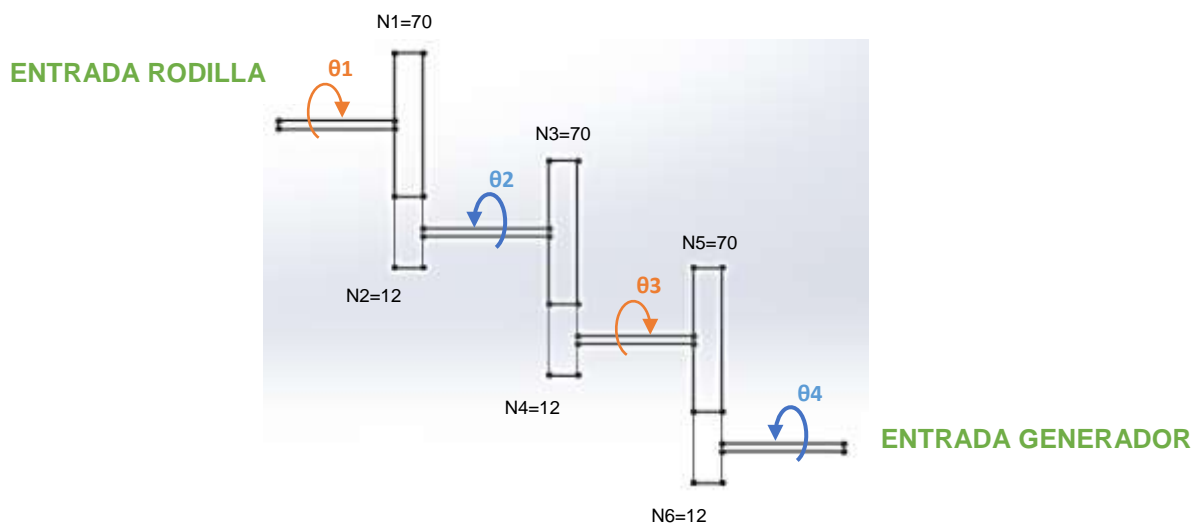 N1=70
ENTRADA RODILLA
θ1
N3=70
θ2
N5=70
N2=12
θ3
N4=12
θ4
ENTRADA GENERADOR
N6=12